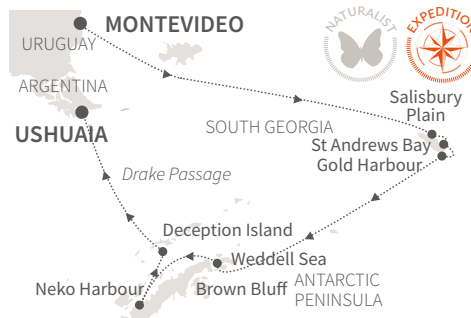 MONTEVIDEO
URUGUAY
ARGENTINA
USHUAIA
NATURALIST
EXPEDITION
Salisbury
Plain
SOUTH GEORGIA
St Andrews Bay
Gold Harbour
Drake Passage
Deception Island
Weddell Sea
Neko Harbour
Brown Bluff
ANTARCTIC
PENINSULA